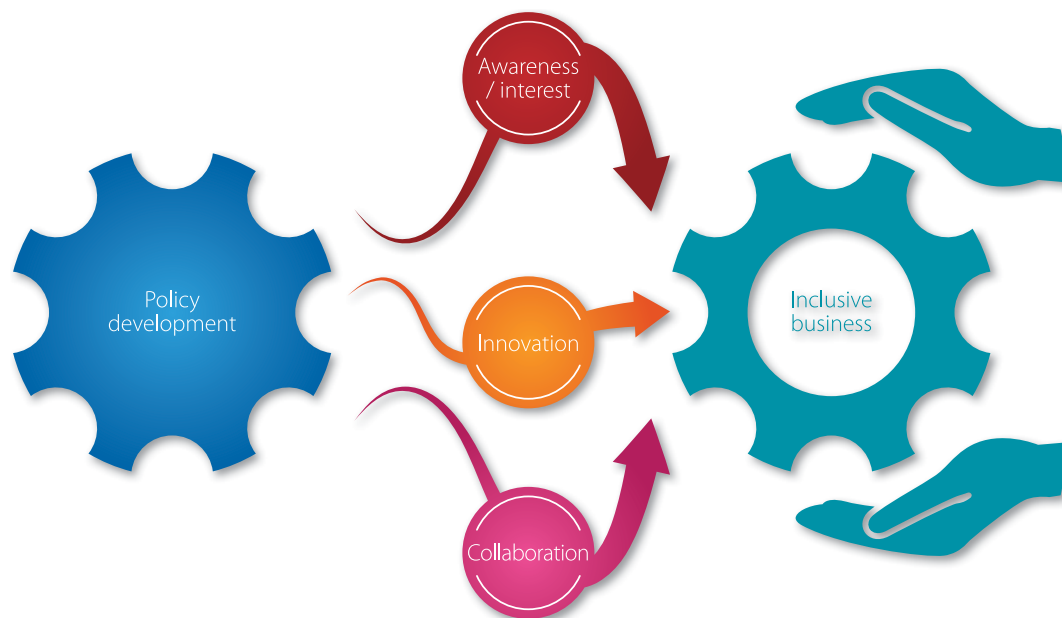 Policy
development
Awareness
/ interest
Innovation
Collaboration
Inclusive
business